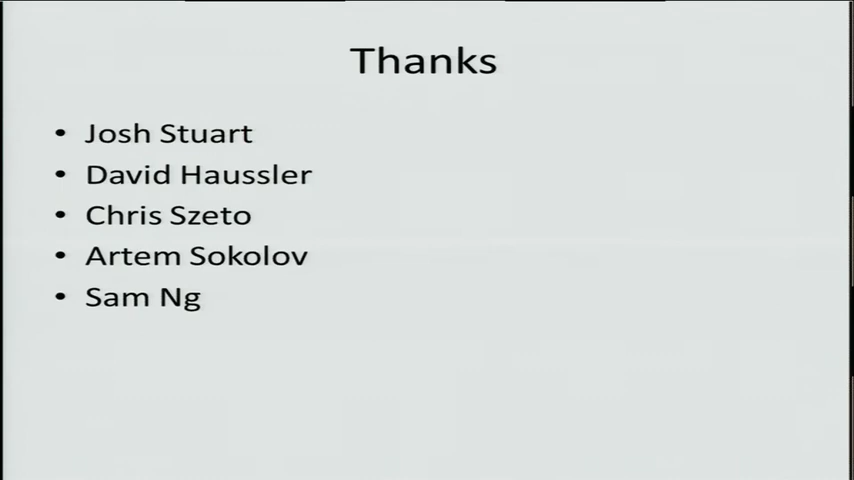 Thanks
• Josh Stuart
• David Haussler
• Chris Szeto
• Artem Sokolov
• Sam Ng